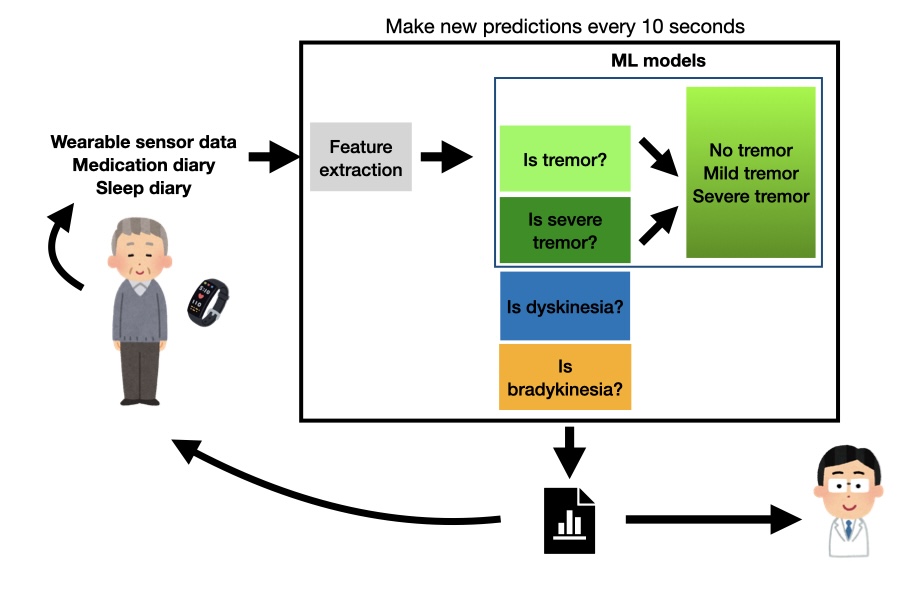 Make new predictions every 10 seconds
ML models
Wearable sensor data
Medication diary
Sleep diary
Feature
extraction
Is tremor?
Is severe
tremor?
No tremor
Mild tremor
Severe tremor
Is dyskinesia?
Is
bradykinesia?